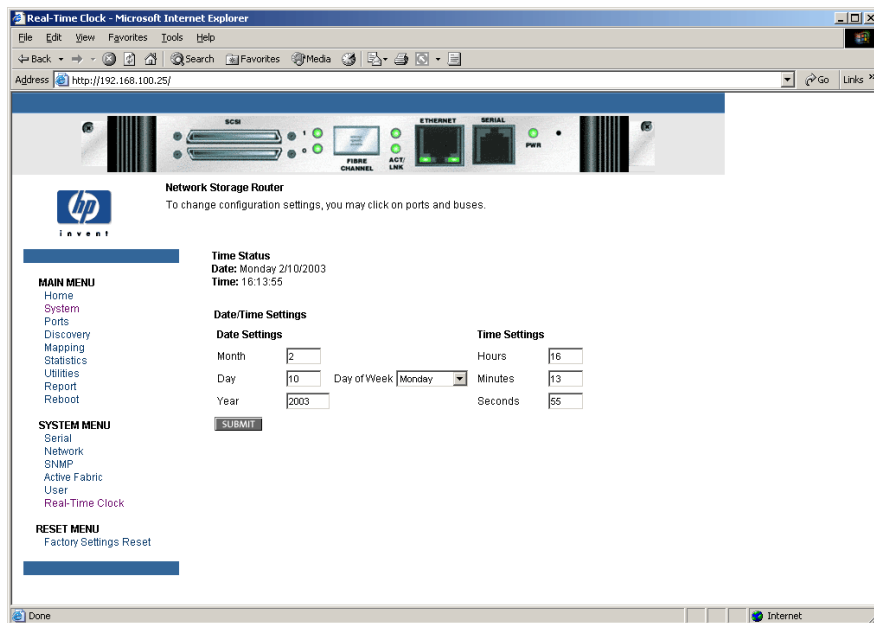 Real-Time Clock - Microsoft Internet Explorer
File Edit View Favorites Tools Help
Back Search Favorites Media
Address http://192.168.100.25/ Go Links »
SCSI ETHERNET SERIAL
1
0
FIBRE CHANNEL
ACT/ LNK
PWR
hp
invent
Network Storage Router
To change configuration settings, you may click on ports and buses.
Time Status
Date: Monday 2/10/2003
Time: 16:13:55
MAIN MENU
Home
System
Ports
Discovery
Mapping
Statistics
Utilities
Report
Reboot
SYSTEM MENU
Serial
Network
SNMP
Active Fabric
User
Real-Time Clock
RESET MENU
Factory Settings Reset
Date/Time Settings
Date Settings Time Settings
Month 2 Hours 16
Day 10 Day of Week Monday Minutes 13
Year 2003 Seconds 55
SUBMIT
Done Internet